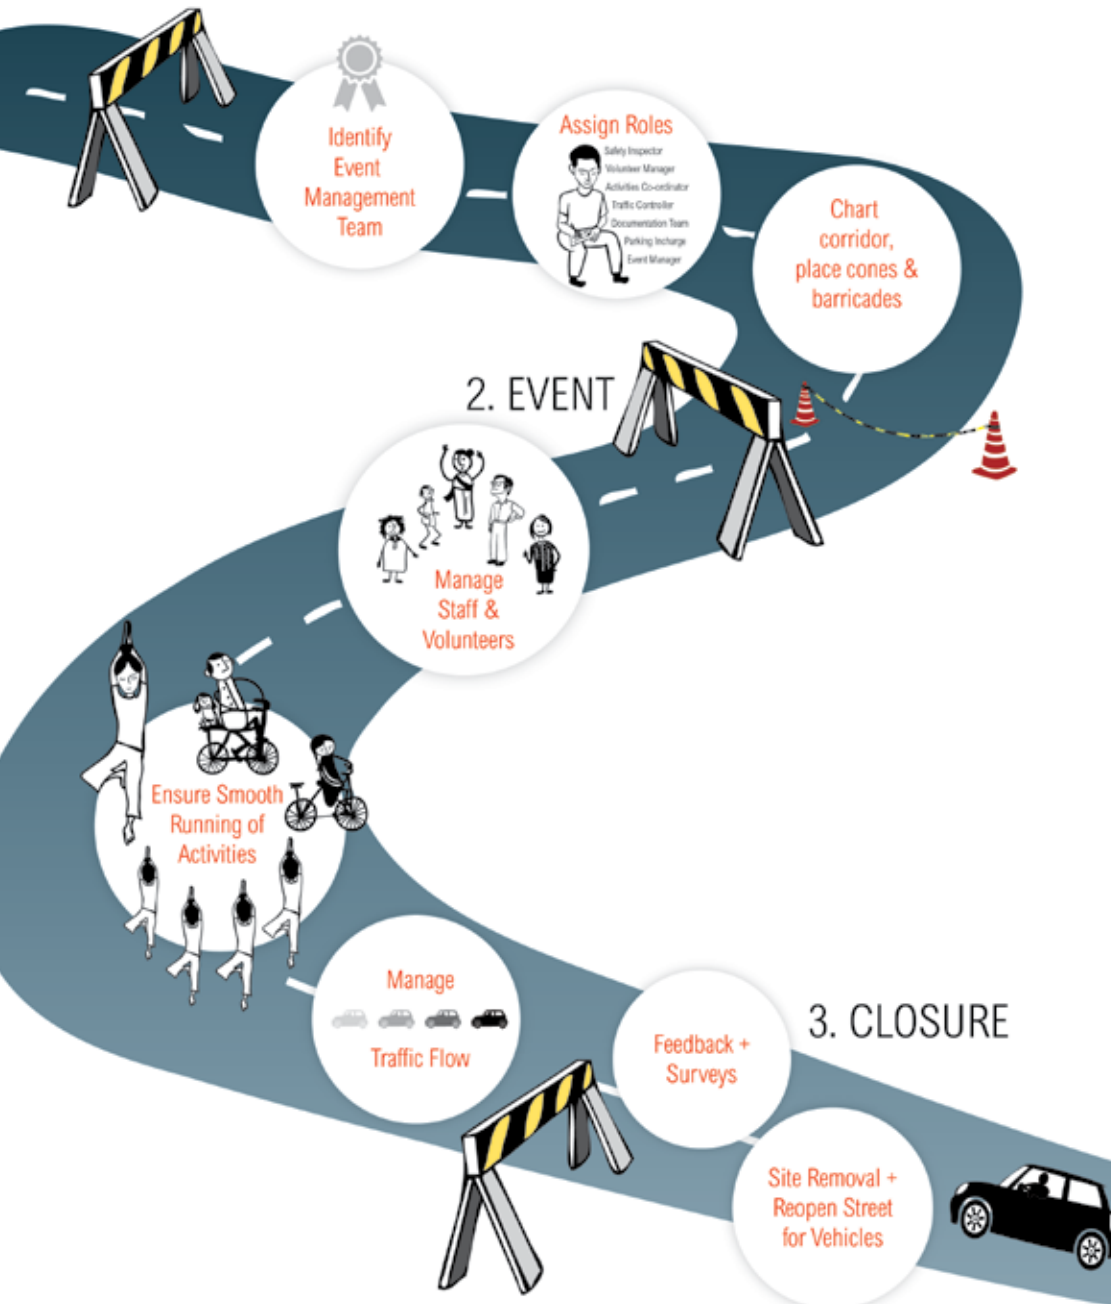 Identify
Event
Management
Team
Assign Roles
Safety Inspector
Volunteer Manager
Activities Co-ordinator
Traffic Controller
Documentation Team
Parking Incharge
Event Manager
Chart
corridor,
place cones &
barricades
2. EVENT
Manage
Staff &
Volunteers
Ensure Smooth
Running of
Activities
Manage
Traffic Flow
3. CLOSURE
Feedback +
Surveys
Site Removal +
Reopen Street
for Vehicles